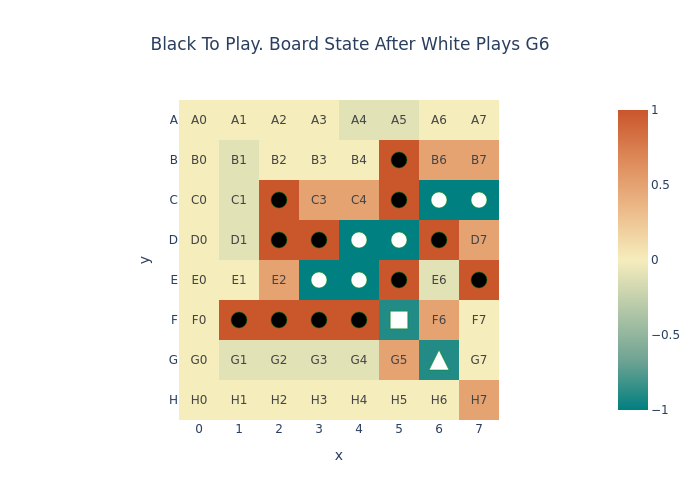 Black To Play. Board State After White Plays G6
A A0 A1 A2 A3 A4 A5 A6 A7
B B0 B1 B2 B3 B4 B6 B7
C C0 C1 C3 C4
D D0 D1 D7
E E0 E1 E2 E6
F F0 F6 F7
G G0 G1 G2 G3 G4 G5 G7
H H0 H1 H2 H3 H4 H5 H6 H7
0 1 2 3 4 5 6 7
x
y
1
0.5
0
−0.5
−1